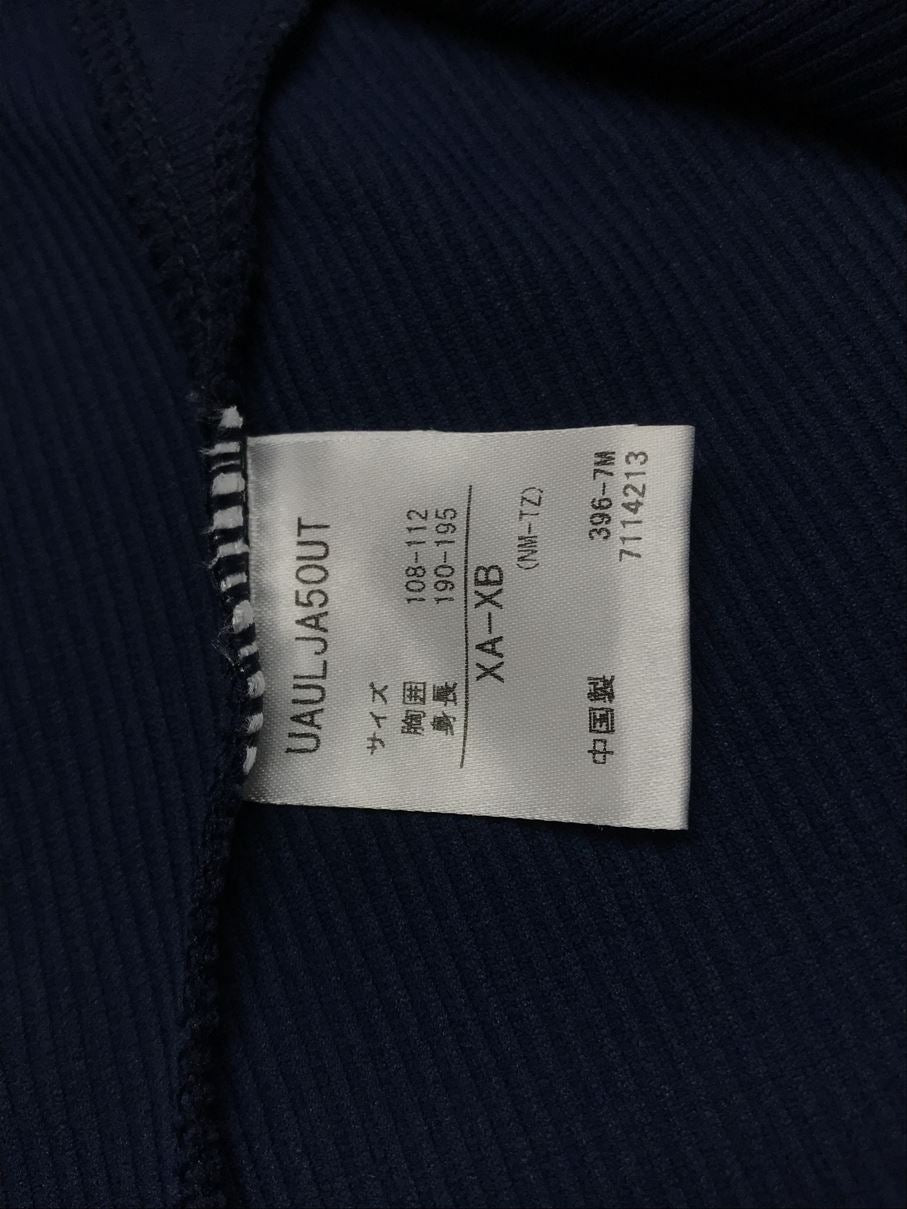 UAULJA50UT
サイズ
胸囲 108-112
身長 190-195
XA-XB
(NM-TZ)
396-7M
中国製 7114213